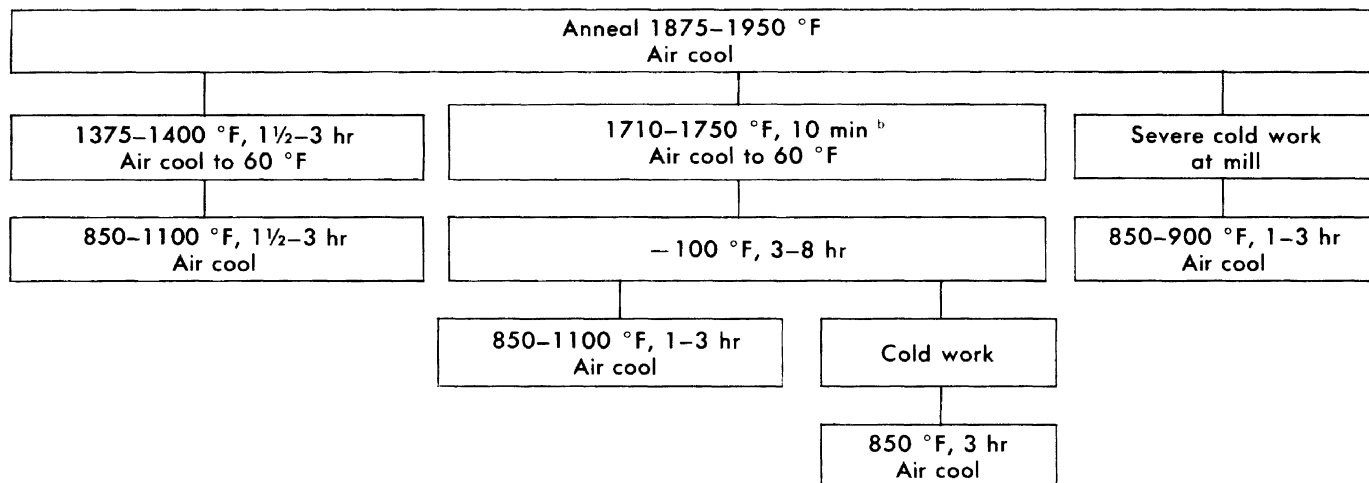 Anneal 1875–1950 °F
Air cool
1375–1400 °F, 1½–3 hr
Air cool to 60 °F
1710–1750 °F, 10 min ᵇ
Air cool to 60 °F
Severe cold work
at mill
850–1100 °F, 1½–3 hr
Air cool
–100 °F, 3–8 hr
850–900 °F, 1–3 hr
Air cool
850–1100 °F, 1–3 hr
Air cool
Cold work
850 °F, 3 hr
Air cool